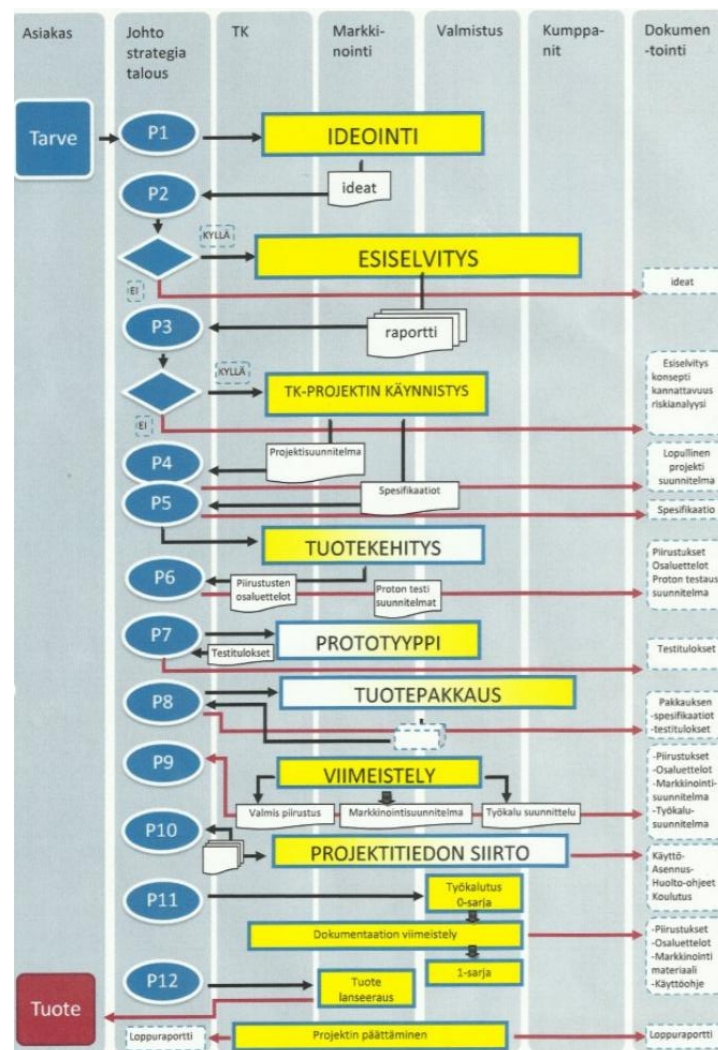 Asiakas
Johto
strategia
talous
TK
Markki-
nointi
Valmistus
Kumppa-
nit
Dokumen
-tointi
Tarve
P1
IDEOINTI
P2
ideat
KYLLÄ
ESISELVITYS
EI
ideat
P3
raportti
KYLLÄ
TK-PROJEKTIN KÄYNNISTYS
EI
Esiselvitys
konsepti
kannattavuus
riskianalyysi
P4
Projektisuunnitelma
Lopullinen
projekti
suunnitelma
P5
Spesifikaatiot
Spesifikaatio
TUOTEKEHITYS
P6
Piirustusten
osaluettelot
Proton testi
suunnitelmat
Piirustukset
Osaluettelot
Proton testaus
suunnitelma
P7
PROTOTYYPPI
Testitulokset
Testitulokset
P8
TUOTEPAKKAUS
Pakkauksen
-spesifikaatiot
-testitulokset
P9
VIIMEISTELY
Valmis piirustus
Markkinointisuunnitelma
Työkalu suunnittelu
-Piirustukset
-Osaluettelot
-Markkinointi-
suunnitelma
-Työkalu-
suunnitelma
P10
PROJEKTITIEDON SIIRTO
Käyttö-
Asennus-
Huolto-ohjeet
Koulutus
P11
Työkalutus
0-sarja
Dokumentaation viimeistely
-Piirustukset
-Osaluettelot
-Markkinointi
materiaali
-Käyttöohje
P12
Tuote
lanseeraus
1-sarja
Tuote
Loppuraportti
Projektin päättäminen
Loppuraportti